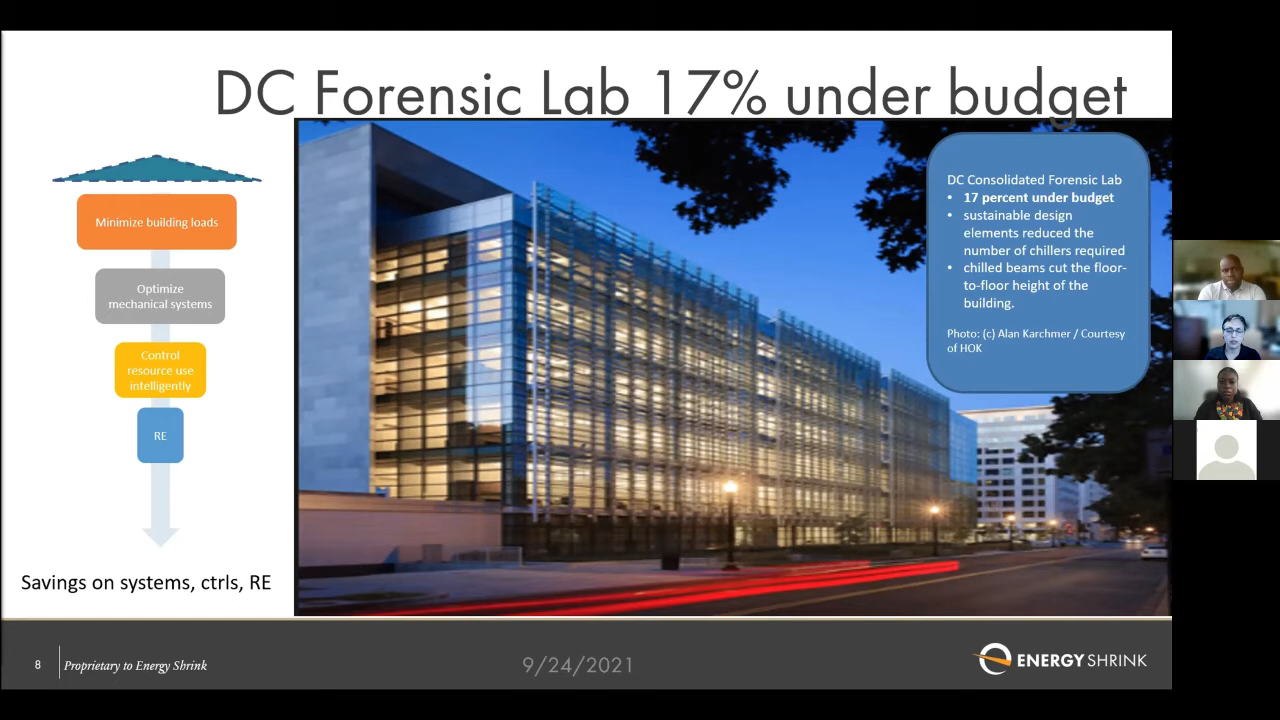 DC Forensic Lab 17% under budget
Minimize building loads
Optimize
mechanical systems
Control
resource use
intelligently
RE
Savings on systems, ctrls, RE
DC Consolidated Forensic Lab
• 17 percent under budget
• sustainable design
elements reduced the
number of chillers required
• chilled beams cut the floor-
to-floor height of the
building.
Photo: (c) Alan Karchmer / Courtesy
of HOK
8
Proprietary to Energy Shrink
9/24/2021
ENERGY SHRINK